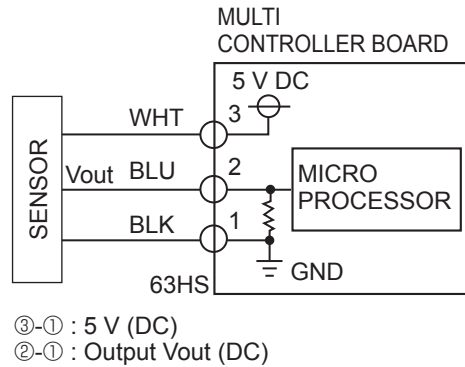 MULTI
CONTROLLER BOARD
5 V DC
SENSOR
WHT
3
Vout BLU
2
MICRO
PROCESSOR
BLK
1
GND
63HS
③-① : 5 V (DC)
②-① : Output Vout (DC)